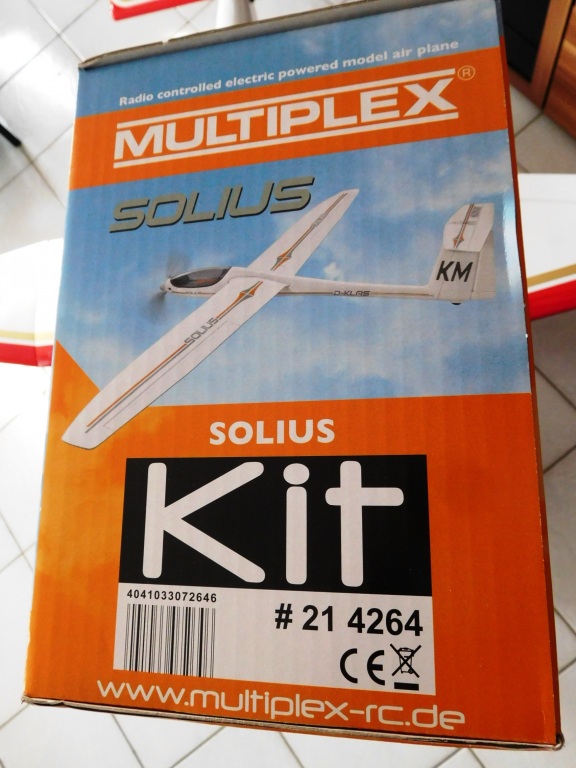 Radio controlled electric powered model air plane
MULTIPLEX®
SOLIUS
KM
D-KLAS
SOLIUS
SOLIUS
Kit
4041033072646
# 21 4264
CE
www.multiplex-rc.de